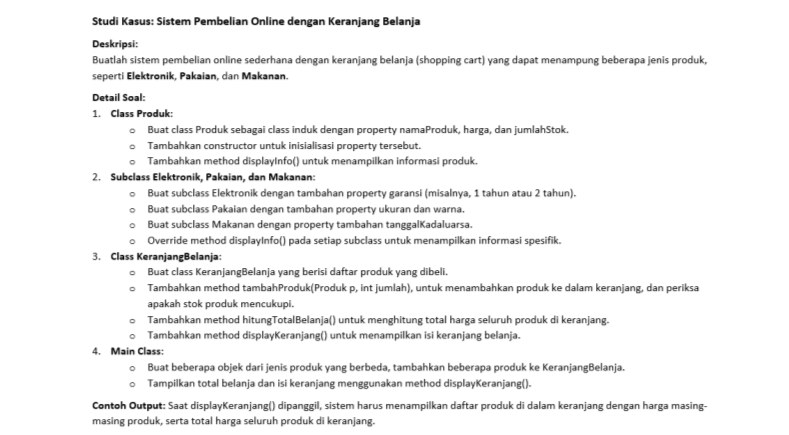 Studi Kasus: Sistem Pembelian Online dengan Keranjang Belanja
Deskripsi:
Buatlah sistem pembelian online sederhana dengan keranjang belanja (shopping cart) yang dapat menampung beberapa jenis produk,
seperti Elektronik, Pakaian, dan Makanan.
Detail Soal:
1. Class Produk:
o Buat class Produk sebagai class induk dengan property namaProduk, harga, dan jumlahStok.
o Tambahkan constructor untuk inisialisasi property tersebut.
o Tambahkan method displayInfo() untuk menampilkan informasi produk.
2. Subclass Elektronik, Pakaian, dan Makanan:
o Buat subclass Elektronik dengan tambahan property garansi (misalnya, 1 tahun atau 2 tahun).
o Buat subclass Pakaian dengan tambahan property ukuran dan warna.
o Buat subclass Makanan dengan property tambahan tanggalKadaluarsa.
o Override method displayInfo() pada setiap subclass untuk menampilkan informasi spesifik.
3. Class KeranjangBelanja:
o Buat class KeranjangBelanja yang berisi daftar produk yang dibeli.
o Tambahkan method tambahProduk(Produk p, int jumlah), untuk menambahkan produk ke dalam keranjang, dan periksa
apakah stok produk mencukupi.
o Tambahkan method hitungTotalBelanja() untuk menghitung total harga seluruh produk di keranjang.
o Tambahkan method displayKeranjang() untuk menampilkan isi keranjang belanja.
4. Main Class:
o Buat beberapa objek dari jenis produk yang berbeda, tambahkan beberapa produk ke KeranjangBelanja.
o Tampilkan total belanja dan isi keranjang menggunakan method displayKeranjang().
Contoh Output: Saat displayKeranjang() dipanggil, sistem harus menampilkan daftar produk di dalam keranjang dengan harga masing-
masing produk, serta total harga seluruh produk di keranjang.